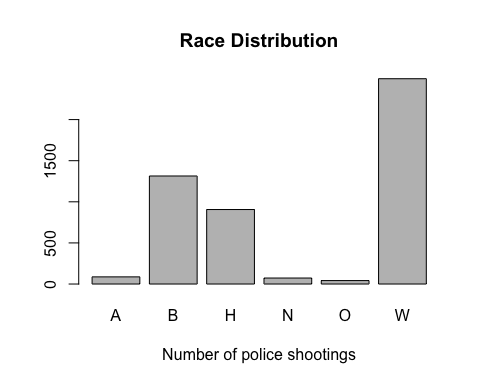 Race Distribution
1500
500
0
A B H N O W
Number of police shootings